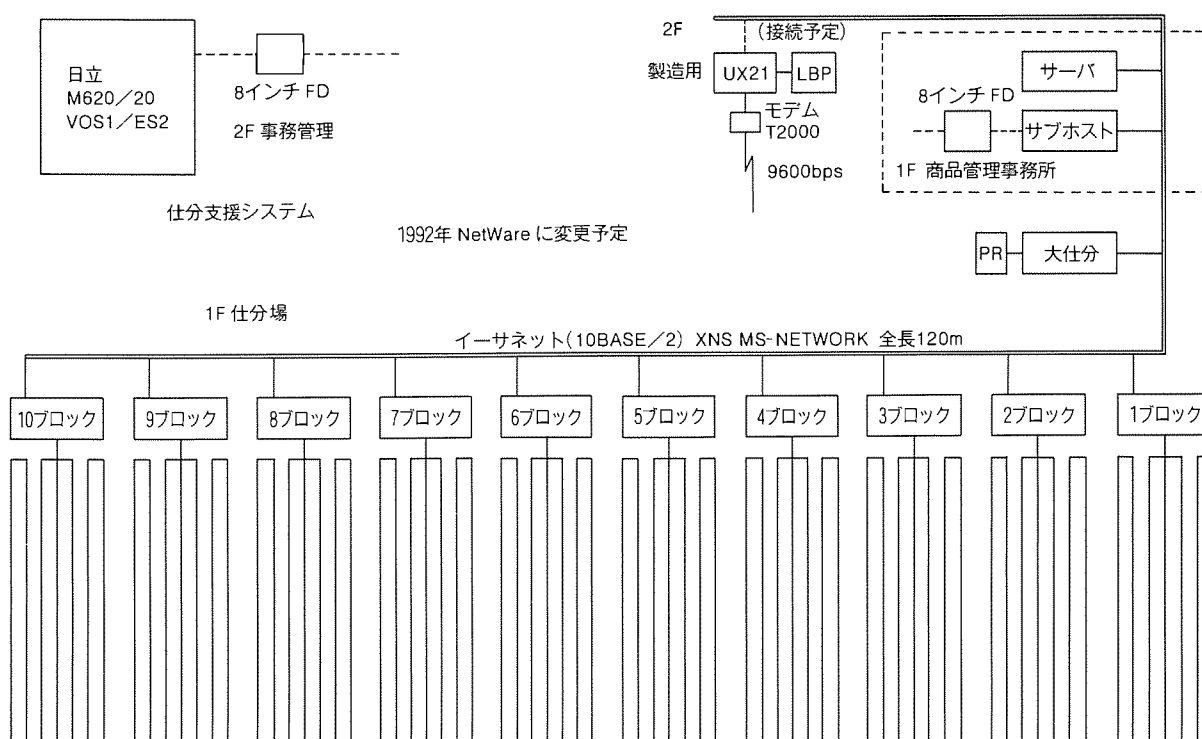 日立
M620／20
VOS1／ES2
8インチ FD
2F 事務管理
仕分支援システム
1992年 NetWare に変更予定
2F
(接続予定)
製造用
UX21
LBP
モデム
T2000
9600bps
サーバ
8インチ FD
サブホスト
1F 商品管理事務所
PR
大仕分
1F 仕分場
イーサネット(10BASE／2) XNS MS-NETWORK 全長120m
10ブロック
9ブロック
8ブロック
7ブロック
6ブロック
5ブロック
4ブロック
3ブロック
2ブロック
1ブロック